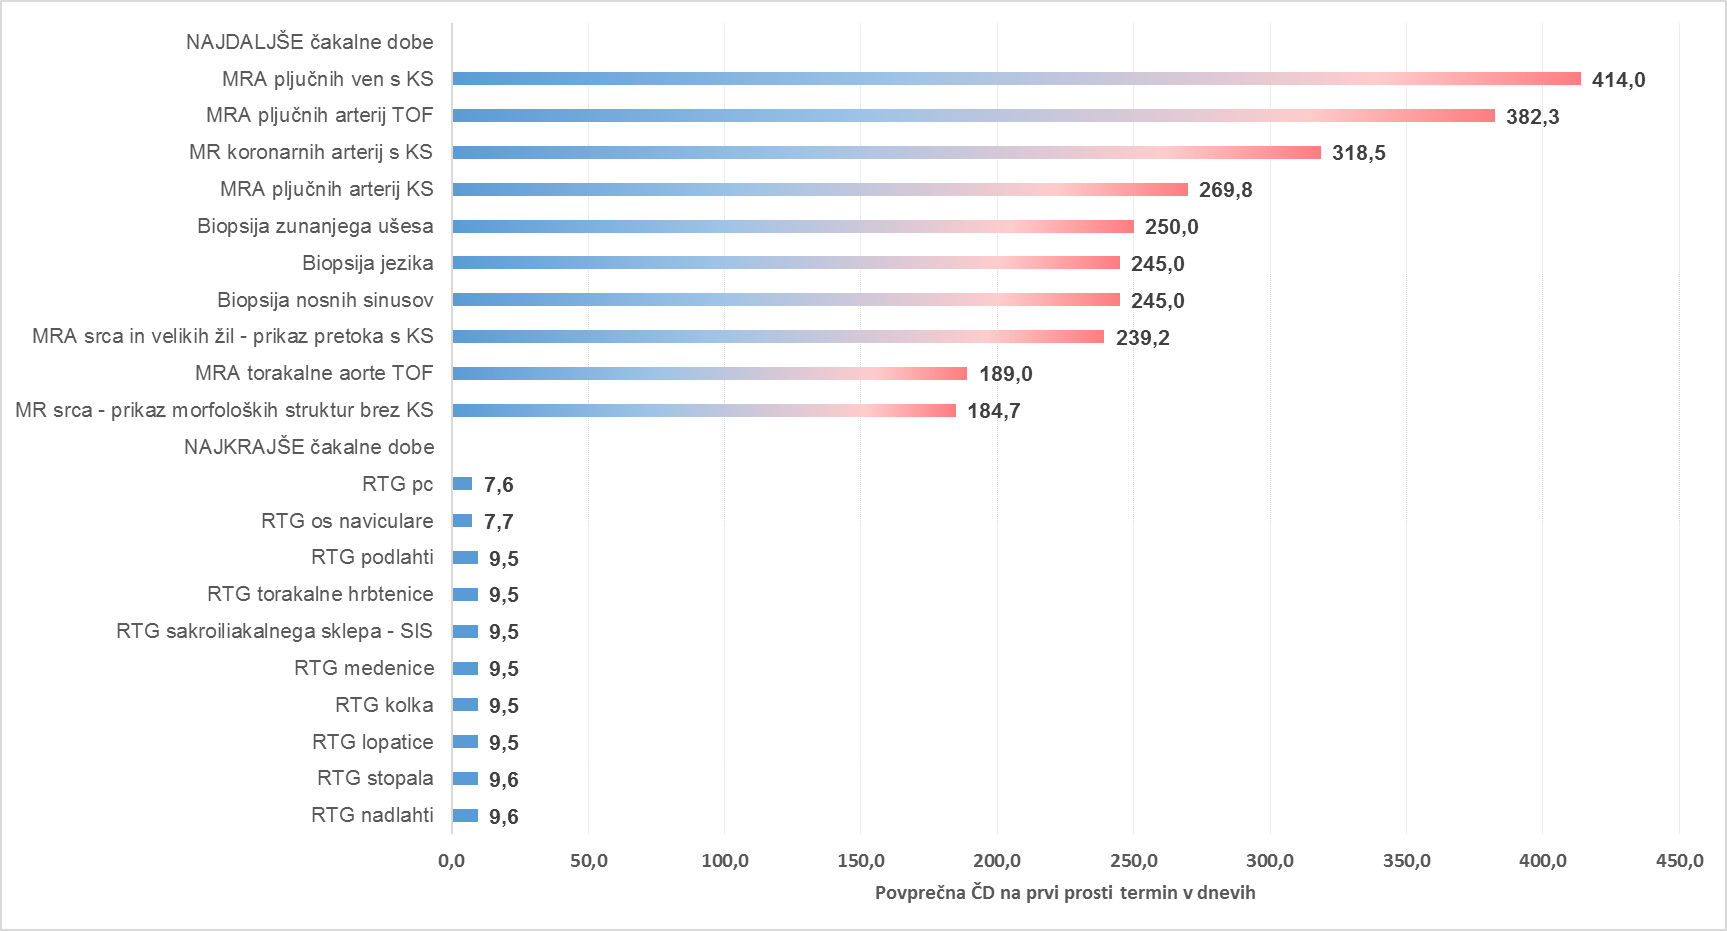 NAJDALJŠE čakalne dobe
MRA pljučnih ven s KS 414,0
MRA pljučnih arterij TOF 382,3
MR koronarnih arterij s KS 318,5
MRA pljučnih arterij KS 269,8
Biopsija zunanjega ušesa 250,0
Biopsija jezika 245,0
Biopsija nosnih sinusov 245,0
MRA srca in velikih žil - prikaz pretoka s KS 239,2
MRA torakalne aorte TOF 189,0
MR srca - prikaz morfoloških struktur brez KS 184,7
NAJKRAJŠE čakalne dobe
RTG pc 7,6
RTG os naviculare 7,7
RTG podlahti 9,5
RTG torakalne hrbtenice 9,5
RTG sakroiliakalnega sklepa - SIS 9,5
RTG medenice 9,5
RTG kolka 9,5
RTG lopatice 9,5
RTG stopala 9,6
RTG nadlahti 9,6
0,0 50,0 100,0 150,0 200,0 250,0 300,0 350,0 400,0 450,0
Povprečna ČD na prvi prosti termin v dnevih